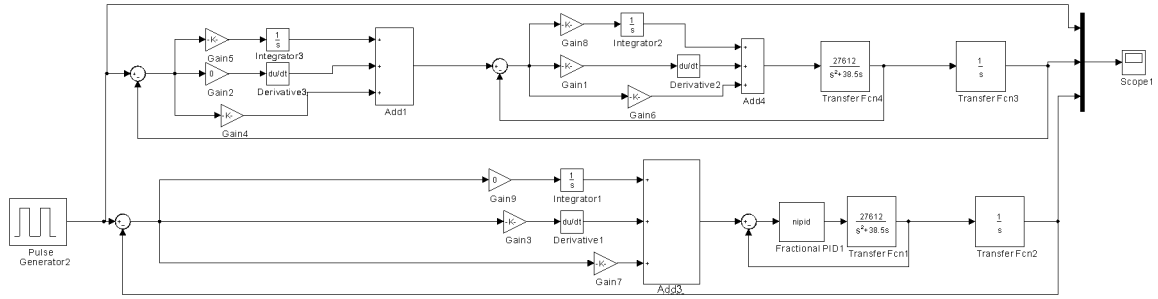 -K-
Gain5
1
s
Integrator3
0
Gain2
du/dt
Derivative3
-K-
Gain4
Add1
-K-
Gain8
1
s
Integrator2
-K-
Gain1
du/dt
Derivative2
-K-
Gain6
Add4
27612
s²+38.5s
Transfer Fcn4
1
s
Transfer Fcn3
Scope1
Pulse
Generator2
0
Gain9
1
s
Integrator1
-K-
Gain3
du/dt
Derivative1
-K-
Gain7
Add3
nipid
Fractional PID1
27612
s²+38.5s
Transfer Fcn1
1
s
Transfer Fcn2